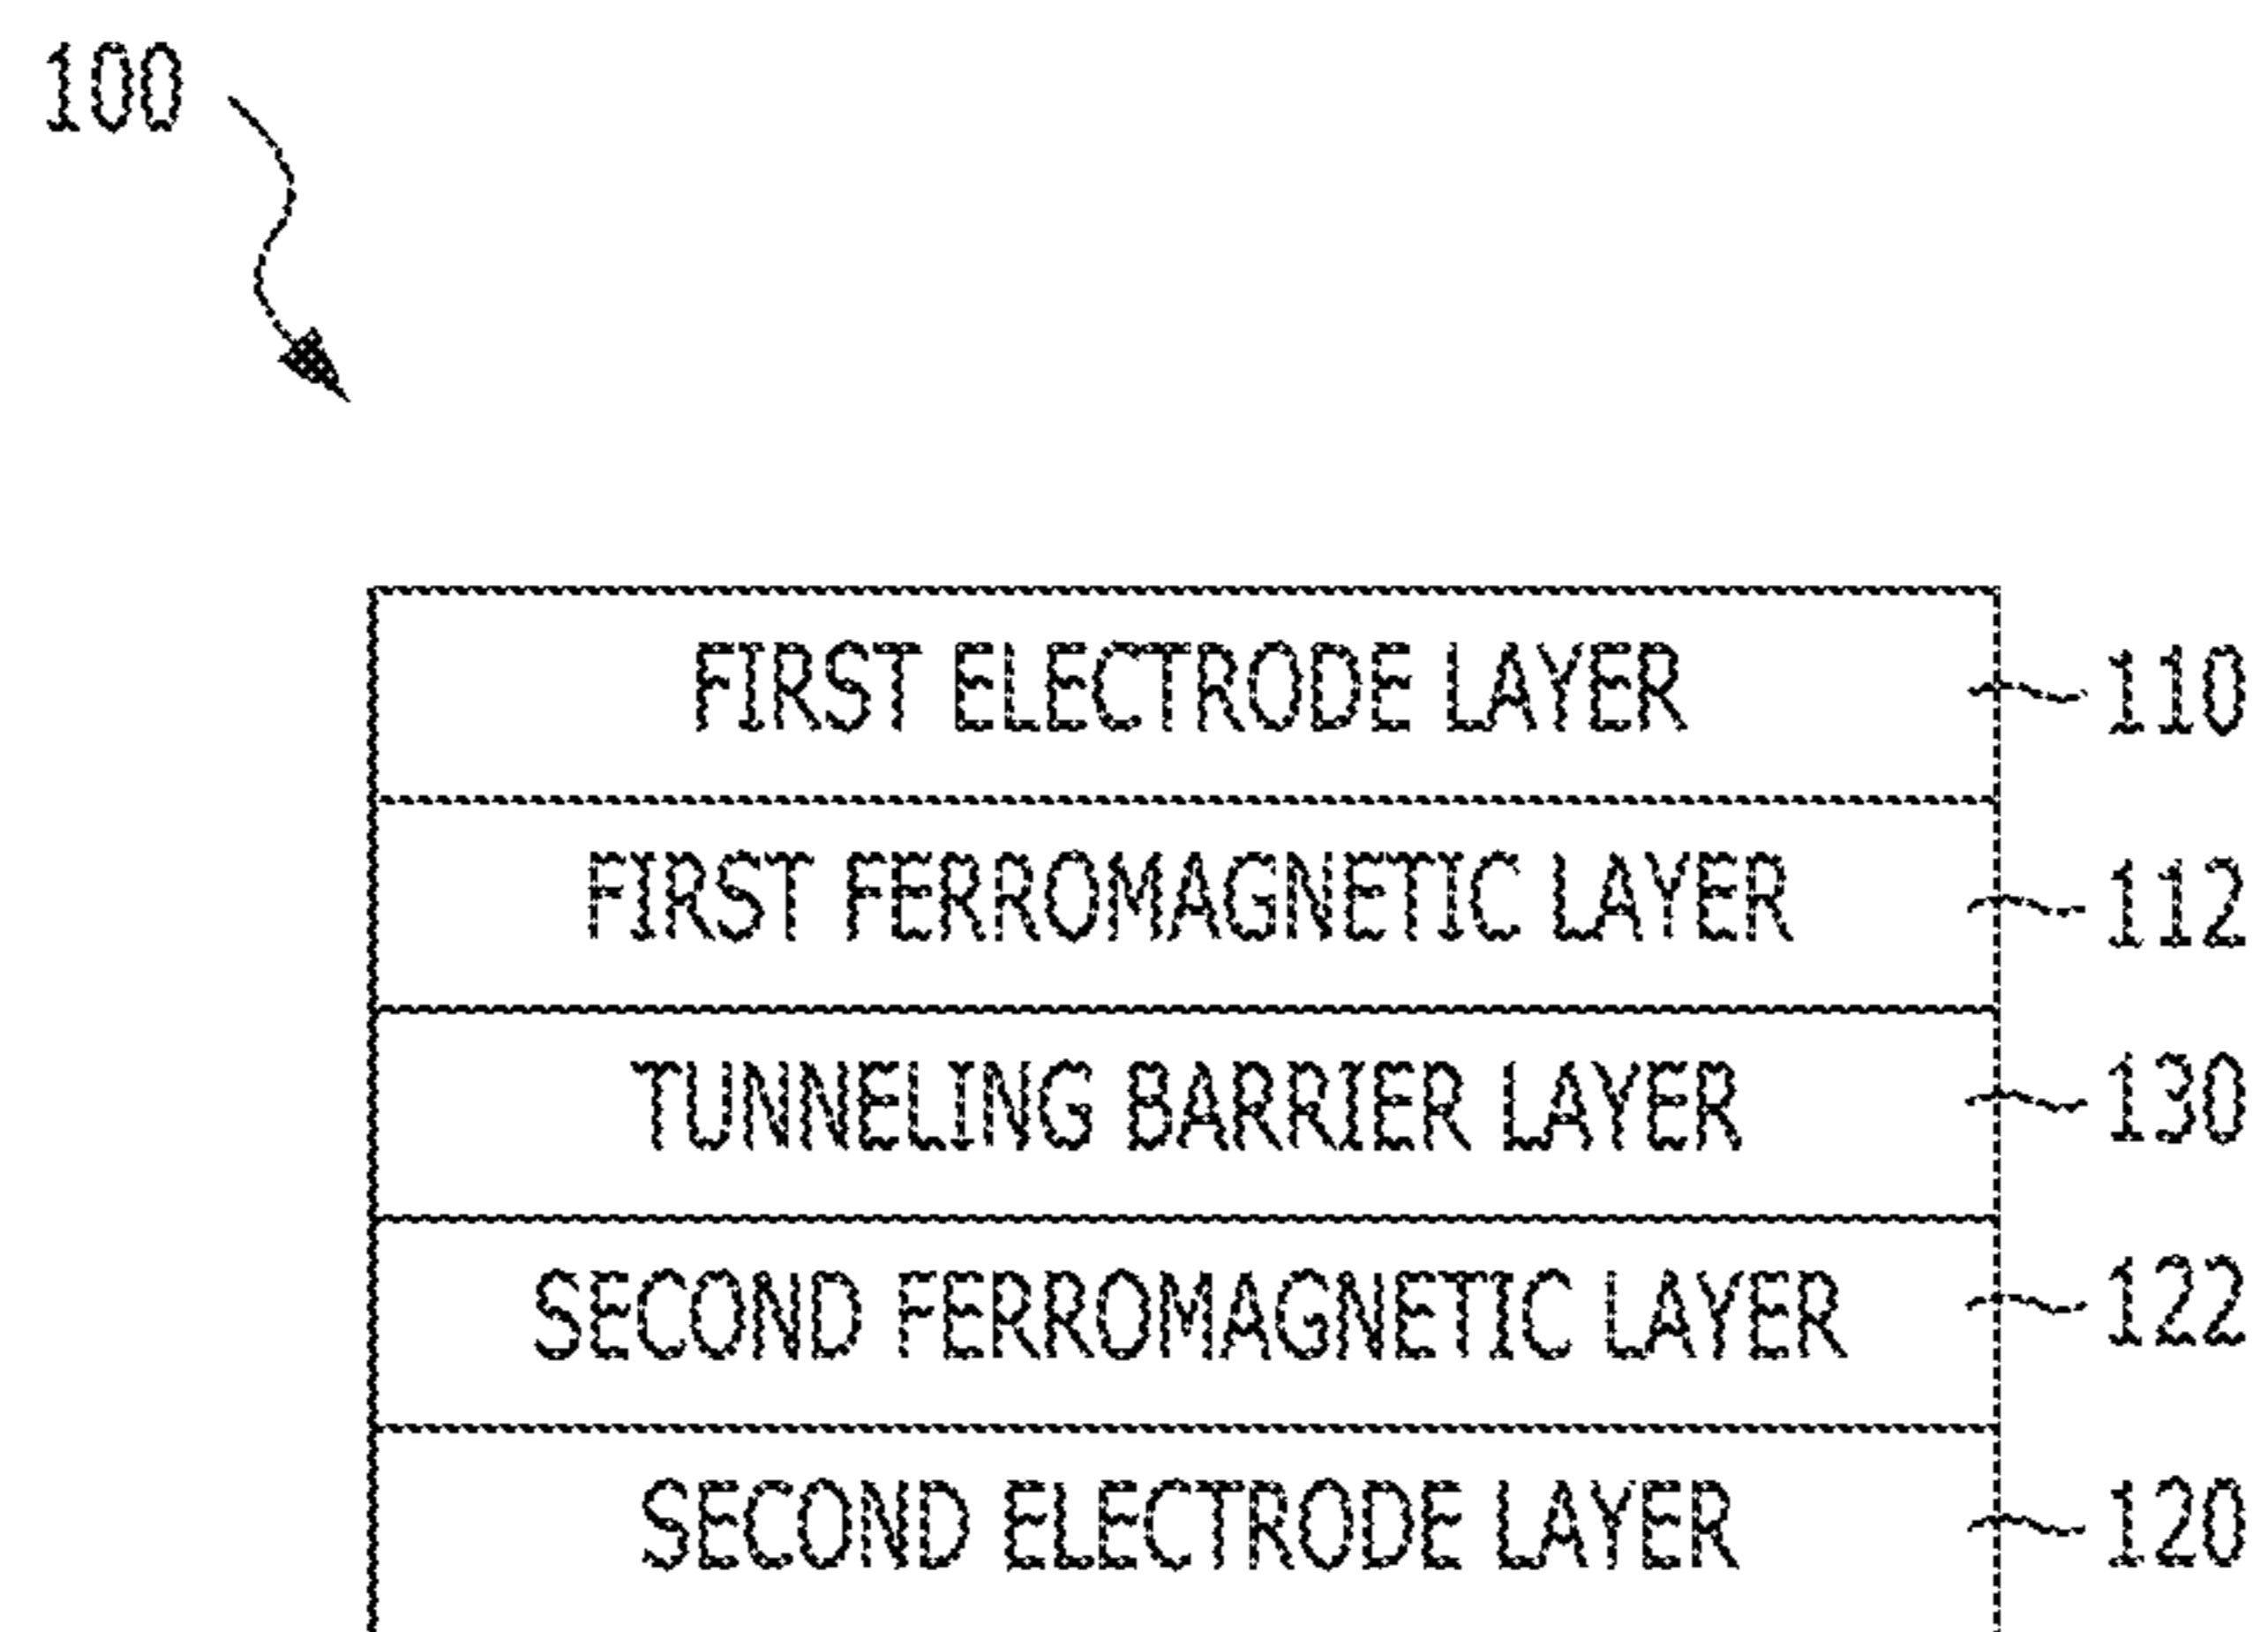 100
FIRST ELECTRODE LAYER 110
FIRST FERROMAGNETIC LAYER 112
TUNNELING BARRIER LAYER 130
SECOND FERROMAGNETIC LAYER 122
SECOND ELECTRODE LAYER 120